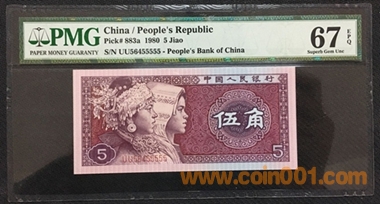 PMG
PAPER MONEY GUARANTY
China / People's Republic
Pick# 883a 1980 5 Jiao
S/N UU56455555 - People's Bank of China
67 EPQ
Superb Gem Unc
中国人民银行
伍角
5
UU56455555
5
www.coin001.com